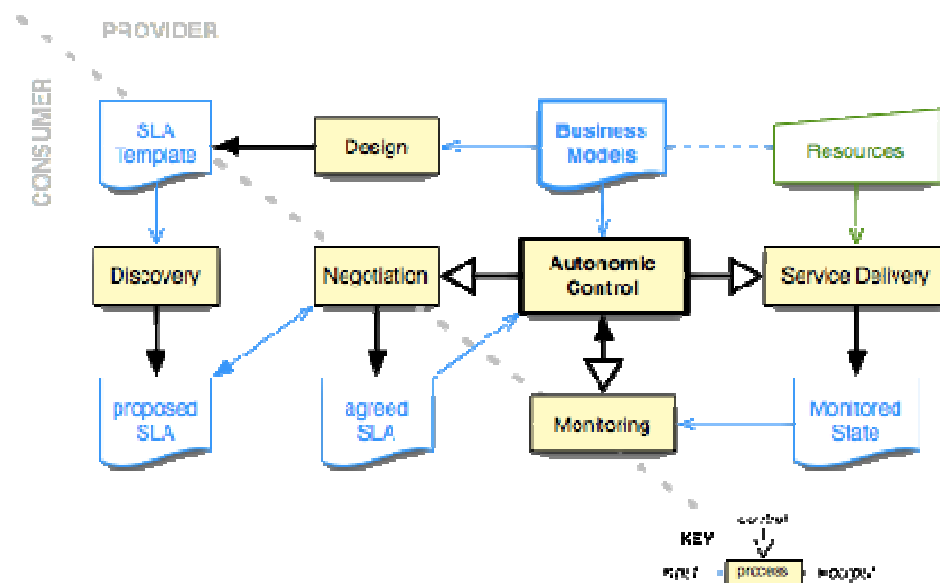 PROVIDER
CONSUMER
SLA
Template
Design
Business
Models
Resources
Discovery
Negotiation
Autonomic
Control
Service Delivery
proposed
SLA
agreed
SLA
Monitoring
Monitored
State
KEY
control
input
process
output